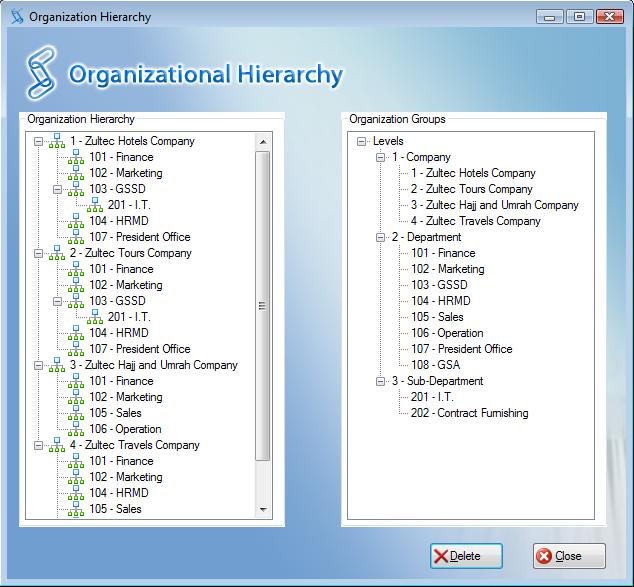 Organization Hierarchy
Organizational Hierarchy
Organization Hierarchy
1 - Zultec Hotels Company
101 - Finance
102 - Marketing
103 - GSSD
201 - I.T.
104 - HRMD
107 - President Office
2 - Zultec Tours Company
101 - Finance
102 - Marketing
103 - GSSD
201 - I.T.
104 - HRMD
107 - President Office
3 - Zultec Hajj and Umrah Company
101 - Finance
102 - Marketing
105 - Sales
106 - Operation
4 - Zultec Travels Company
101 - Finance
102 - Marketing
104 - HRMD
105 - Sales
Organization Groups
Levels
1 - Company
1 - Zultec Hotels Company
2 - Zultec Tours Company
3 - Zultec Hajj and Umrah Company
4 - Zultec Travels Company
2 - Department
101 - Finance
102 - Marketing
103 - GSSD
104 - HRMD
105 - Sales
106 - Operation
107 - President Office
108 - GSA
3 - Sub-Department
201 - I.T.
202 - Contract Furnishing
Delete
Close